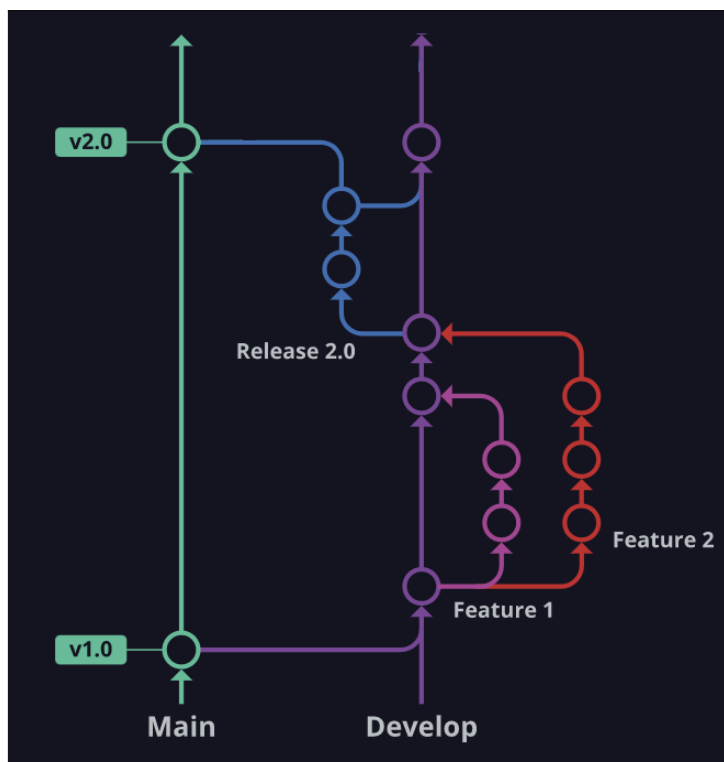 v2.0
Release 2.0
Feature 2
Feature 1
v1.0
Main
Develop